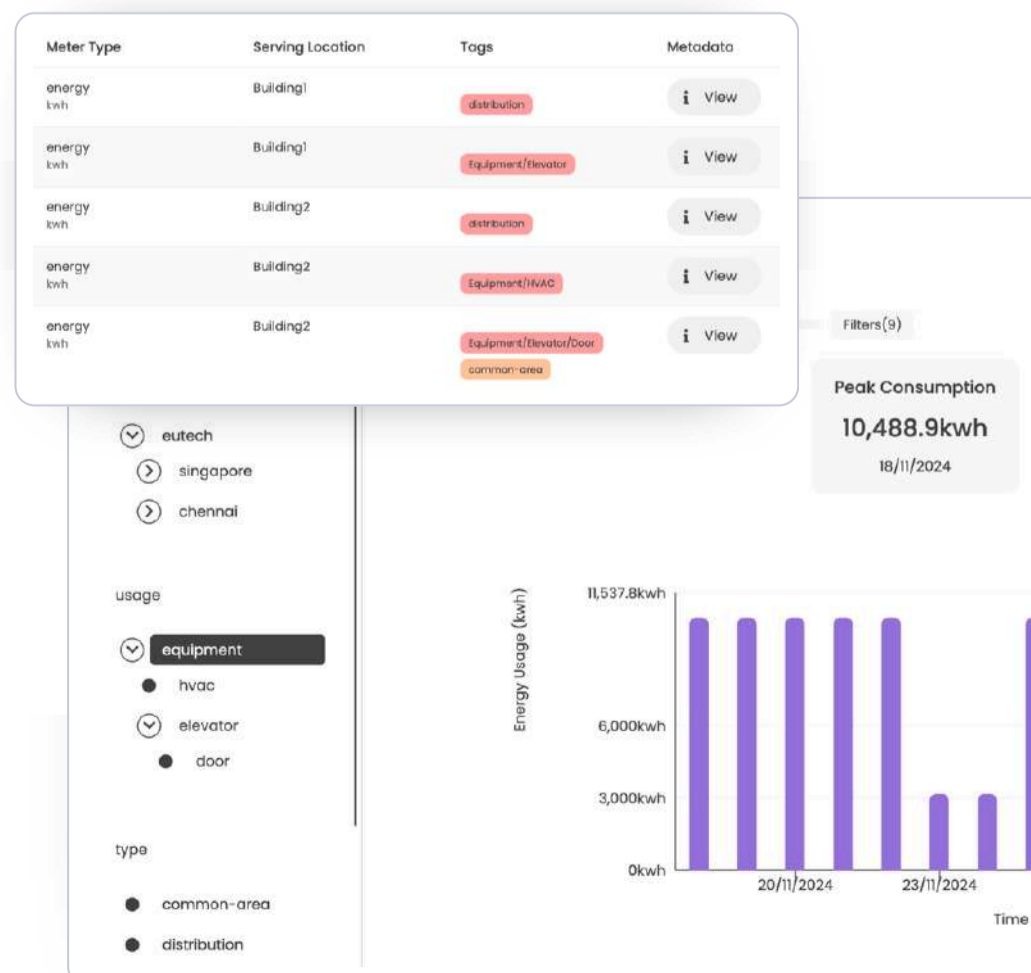 Meter Type Serving Location Tags Metadata
energy Building1
kwh distribution i View
energy Building1
kwh Equipment/Elevator i View
energy Building2
kwh distribution i View
energy Building2
kwh Equipment/HVAC i View
energy Building2
kwh Equipment/Elevator/Door i View
common-area
Filters(9)
Peak Consumption
10,488.9kwh
18/11/2024
eutech
singapore
chennai
usage
equipment
hvac
elevator
door
type
common-area
distribution
Energy Usage (kwh)
11,537.8kwh
6,000kwh
3,000kwh
0kwh
20/11/2024 23/11/2024
Time